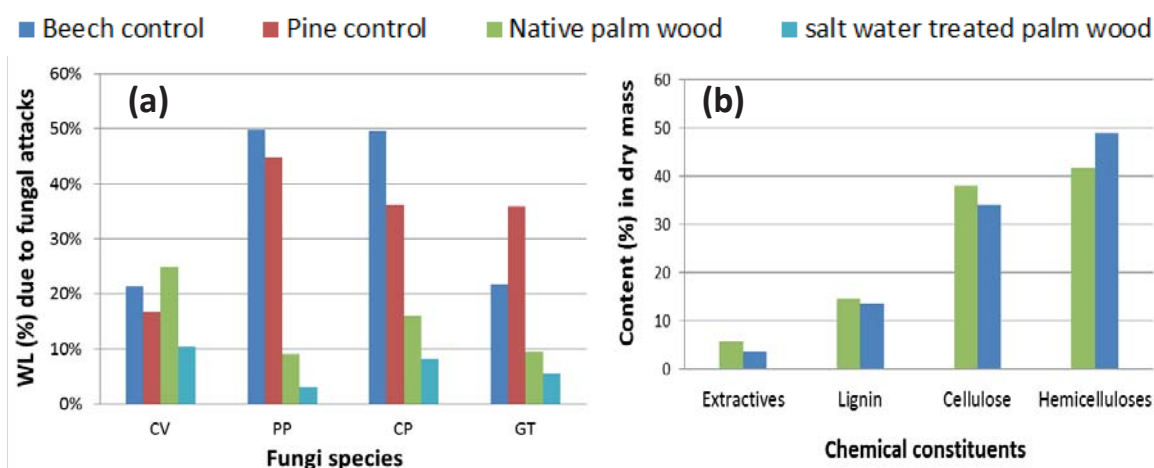 Beech control Pine control Native palm wood salt water treated palm wood
(a)
WL (%) due to fungal attacks
60%
50%
40%
30%
20%
10%
0%
CV PP CP GT
Fungi species
(b)
Content (%) in dry mass
60
50
40
30
20
10
0
Extractives Lignin Cellulose Hemicelluloses
Chemical constituents